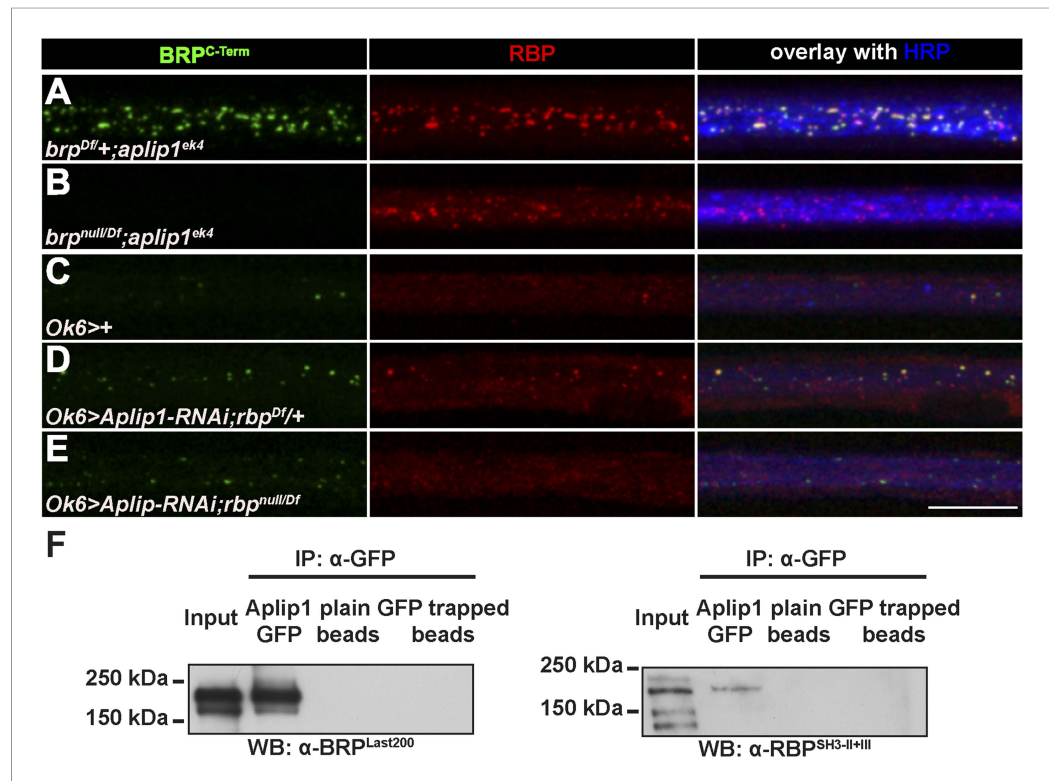 BRP^C-Term RBP overlay with HRP
A
brp^Df/+;aplip1^ek4
B
brp^null/Df;aplip1^ek4
C
Ok6>+
D
Ok6>Aplip1-RNAi;rbp^Df/+
E
Ok6>Aplip-RNAi;rbp^null/Df
F
IP: α-GFP
Input Aplip1 plain GFP trapped
GFP beads beads
250 kDa
150 kDa
WB: α-BRP^Last200
IP: α-GFP
Input Aplip1 plain GFP trapped
GFP beads beads
250 kDa
150 kDa
WB: α-RBP^SH3-II+III